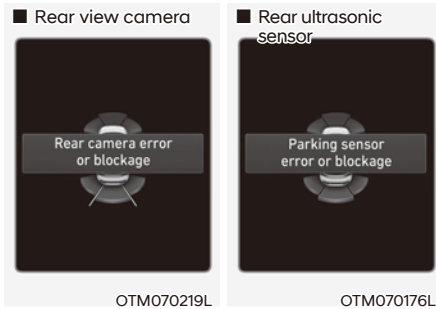 ■ Rear view camera
Rear camera error
or blockage
OTM070219L
■ Rear ultrasonic
sensor
Parking sensor
error or blockage
OTM070176L